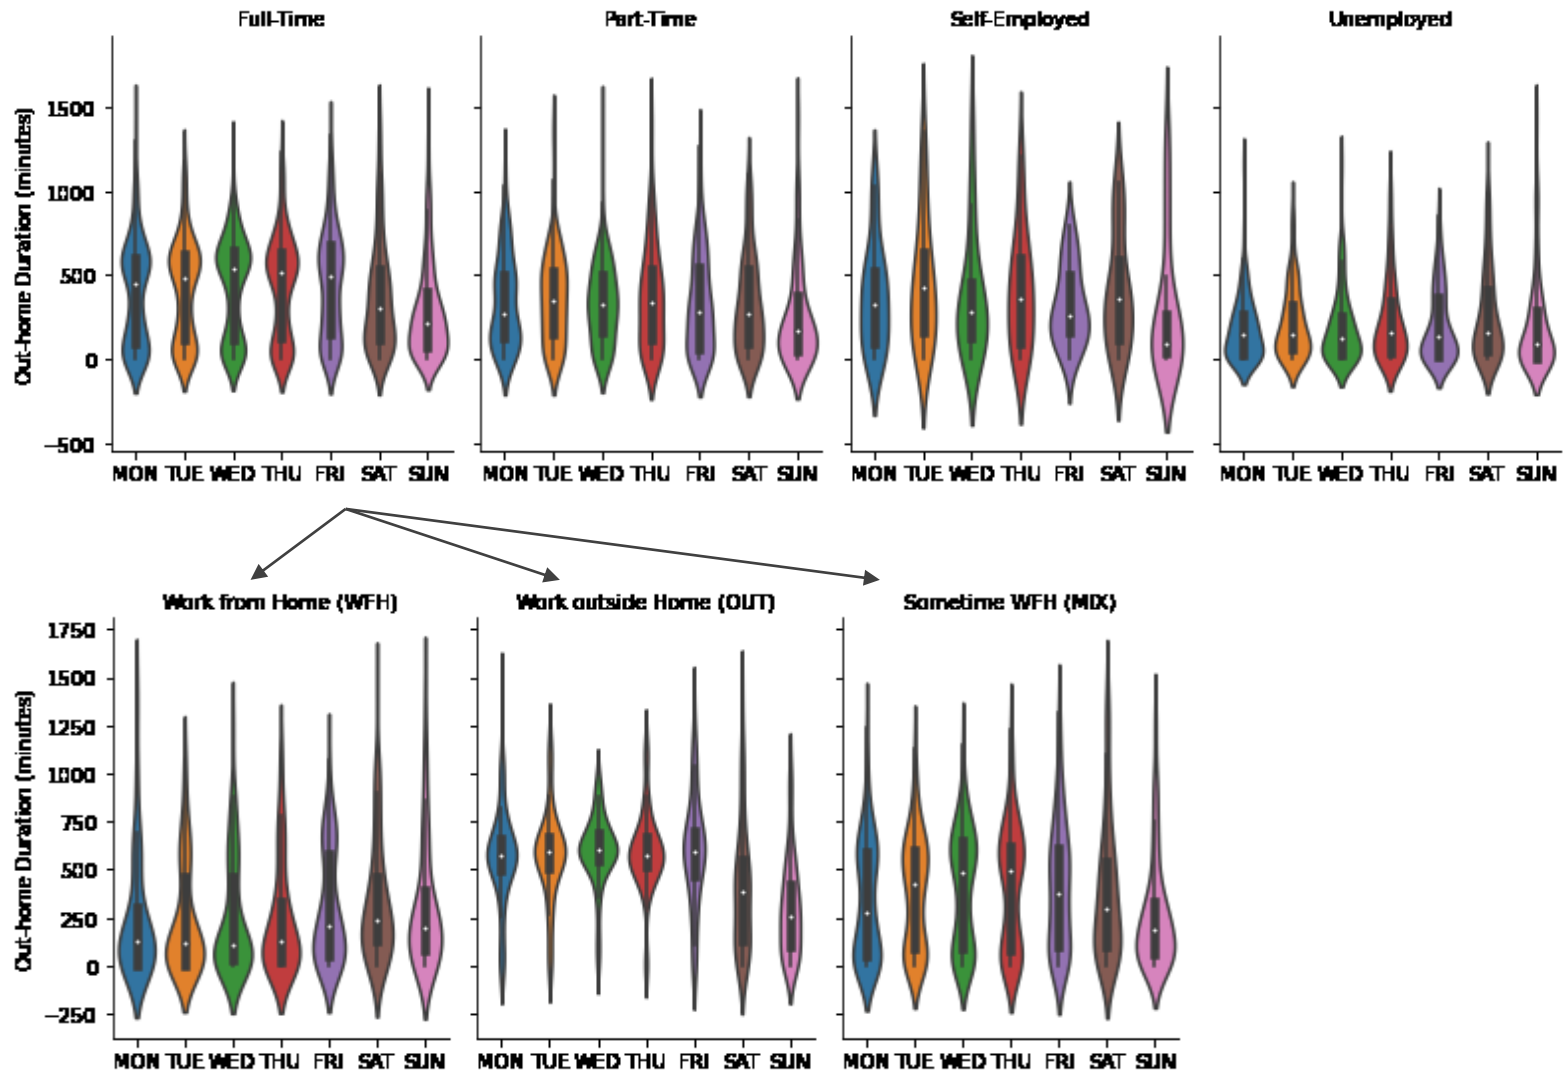 Full-Time Part-Time Self-Employed Unemployed
Out-home Duration (minutes)
1500
1000
500
0
−500
MON TUE WED THU FRI SAT SUN MON TUE WED THU FRI SAT SUN MON TUE WED THU FRI SAT SUN MON TUE WED THU FRI SAT SUN
Work from Home (WFH) Work outside Home (OUT) Sometime WFH (MIX)
Out-home Duration (minutes)
1750
1500
1250
1000
750
500
250
0
−250
MON TUE WED THU FRI SAT SUN MON TUE WED THU FRI SAT SUN MON TUE WED THU FRI SAT SUN